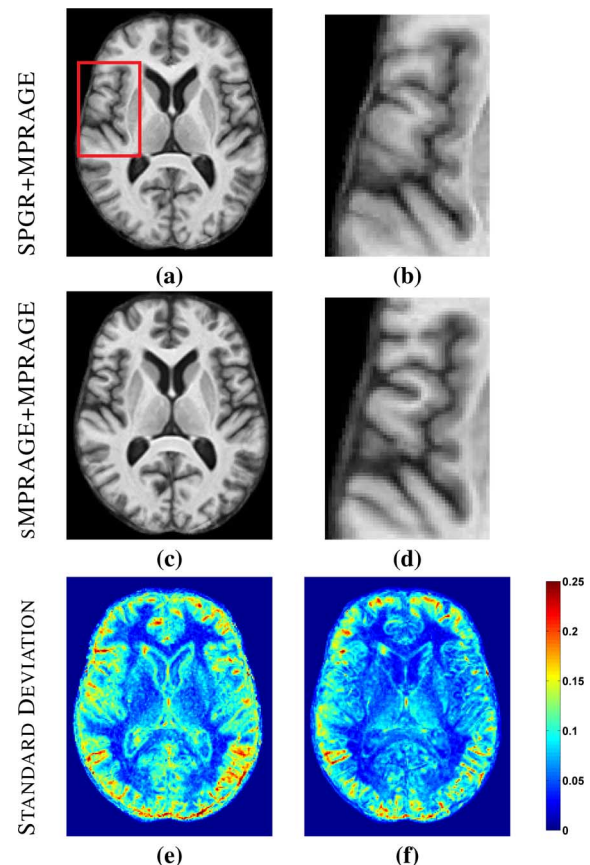 SPGR+MPRAGE
(a)
(b)
SMPRAGE+MPRAGE
(c)
(d)
STANDARD DEVIATION
0.25
0.2
0.15
0.1
0.05
0
(e)
(f)